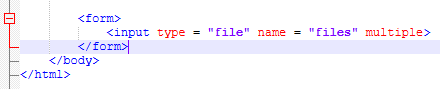 <form>
<input type = "file" name = "files" multiple>
</form>
</body>
</html>